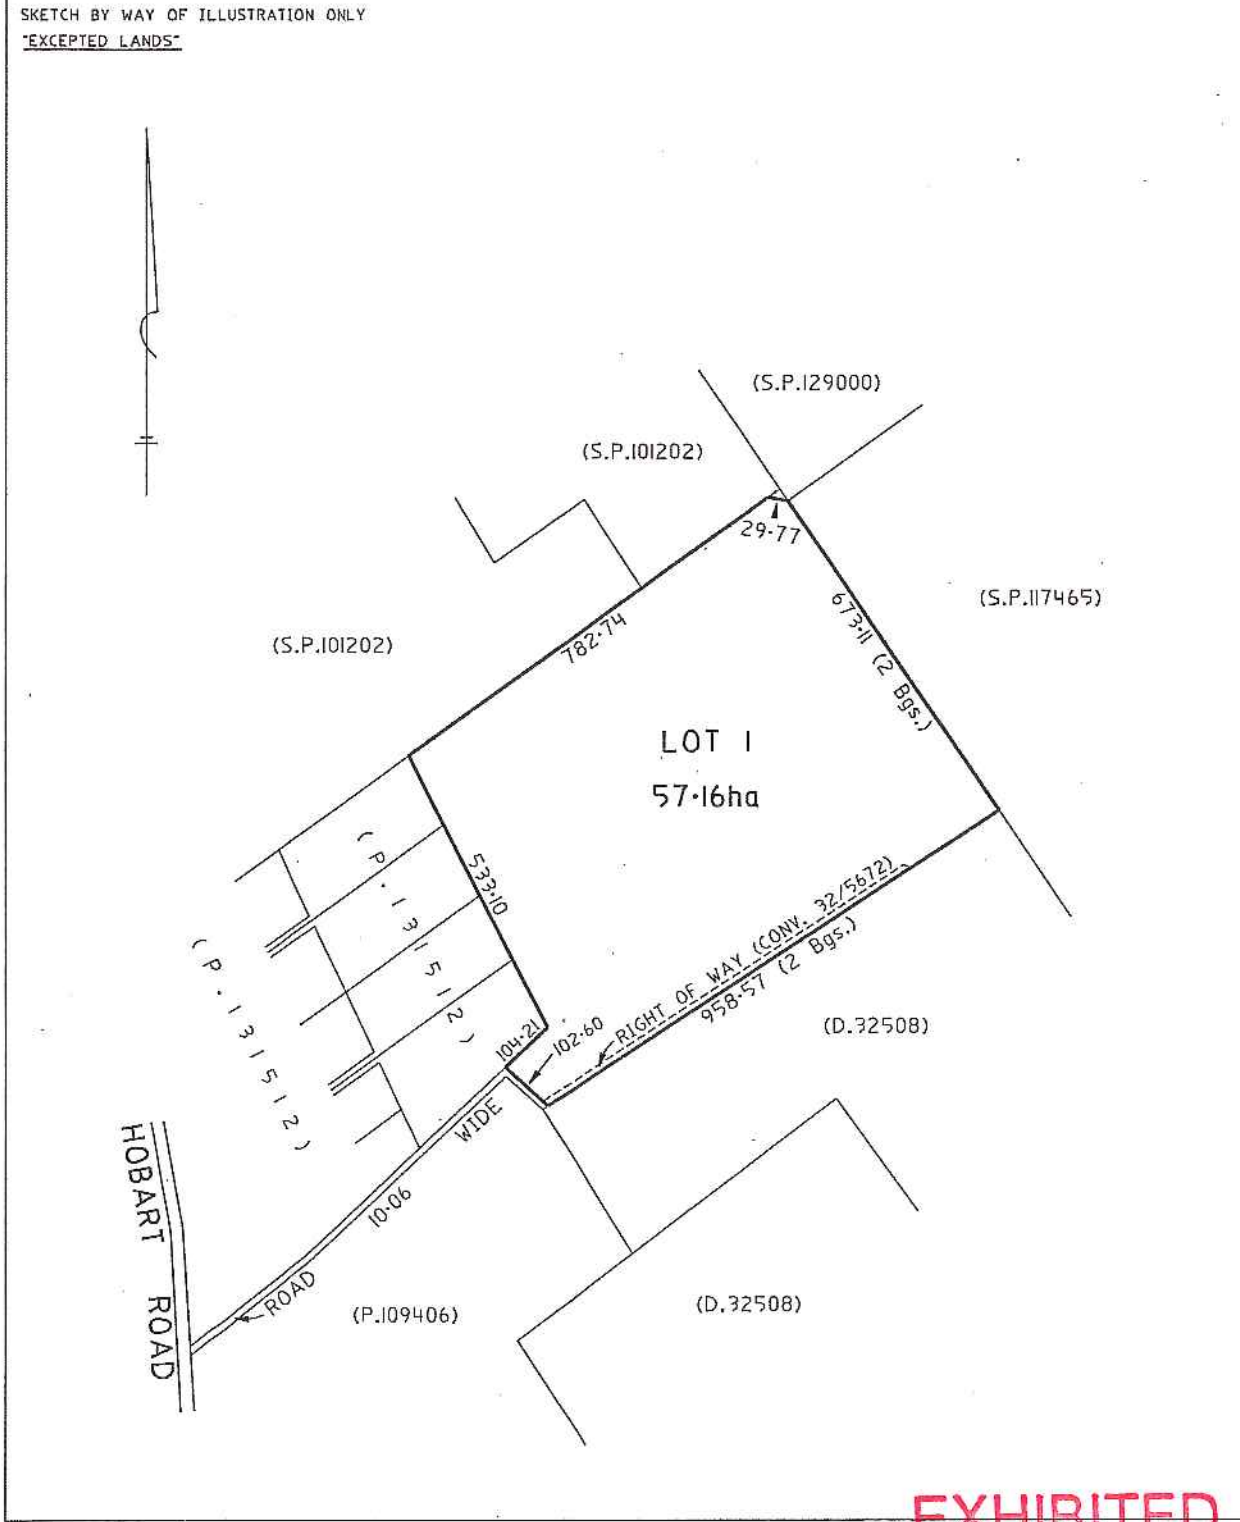 SKETCH BY WAY OF ILLUSTRATION ONLY
"EXCEPTED LANDS"
(S.P.129000)
(S.P.101202)
29·77
(S.P.117465)
673·11 (2 Bgs.)
(S.P.101202)
782·74
LOT 1
57·16ha
533·10
(P.131512)
(P.131512)
RIGHT OF WAY (CONV. 32/5672)
958·57 (2 Bgs.)
104·21
102·60
(D.32508)
WIDE
10·06
ROAD
HOBART ROAD
(P.109406)
(D.32508)
EXHIBITED